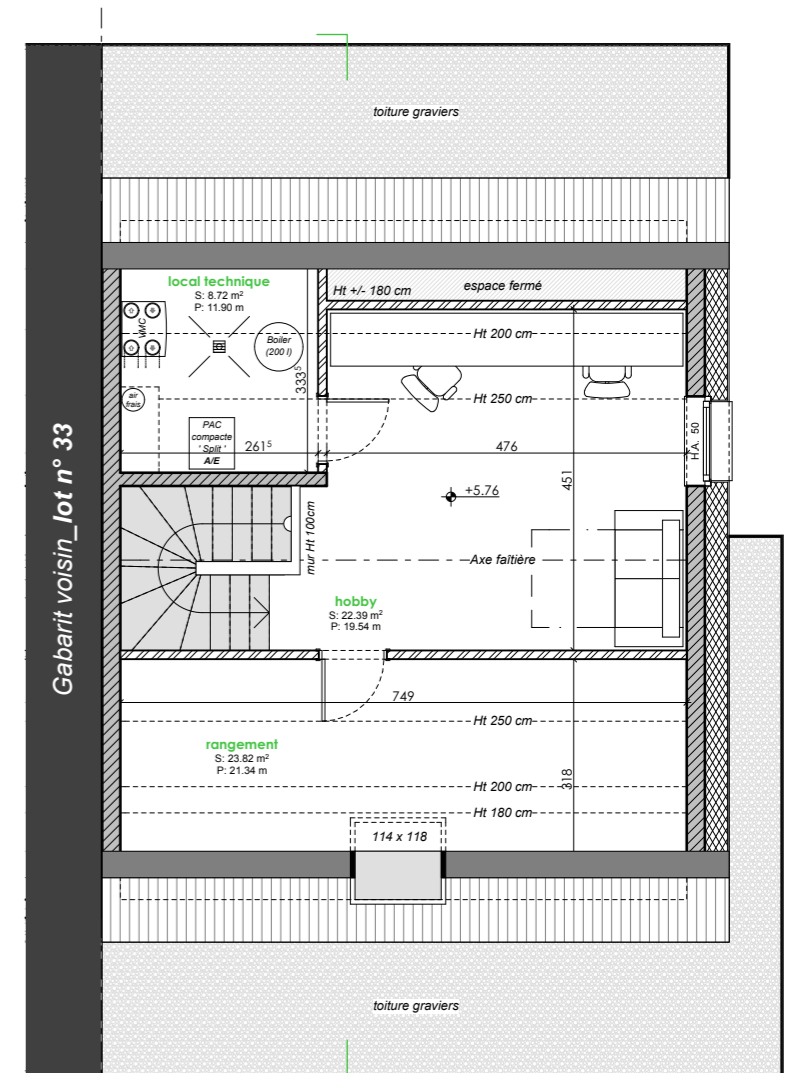 toiture graviers
local technique
S: 8.72 m²
P: 11.90 m
Ht +/- 180 cm
espace fermé
VMC
Boiler
(200 l)
Ht 200 cm
333⁵
air
frais
Ht 250 cm
PAC
compacte
' Split '
A/E
261⁵
476
H.A. 50
451
+5.76
Gabarit voisin_lot n° 33
mur Ht 100cm
Axe faîtière
hobby
S: 22.39 m²
P: 19.54 m
749
Ht 250 cm
rangement
S: 23.82 m²
P: 21.34 m
318
Ht 200 cm
Ht 180 cm
114 x 118
toiture graviers